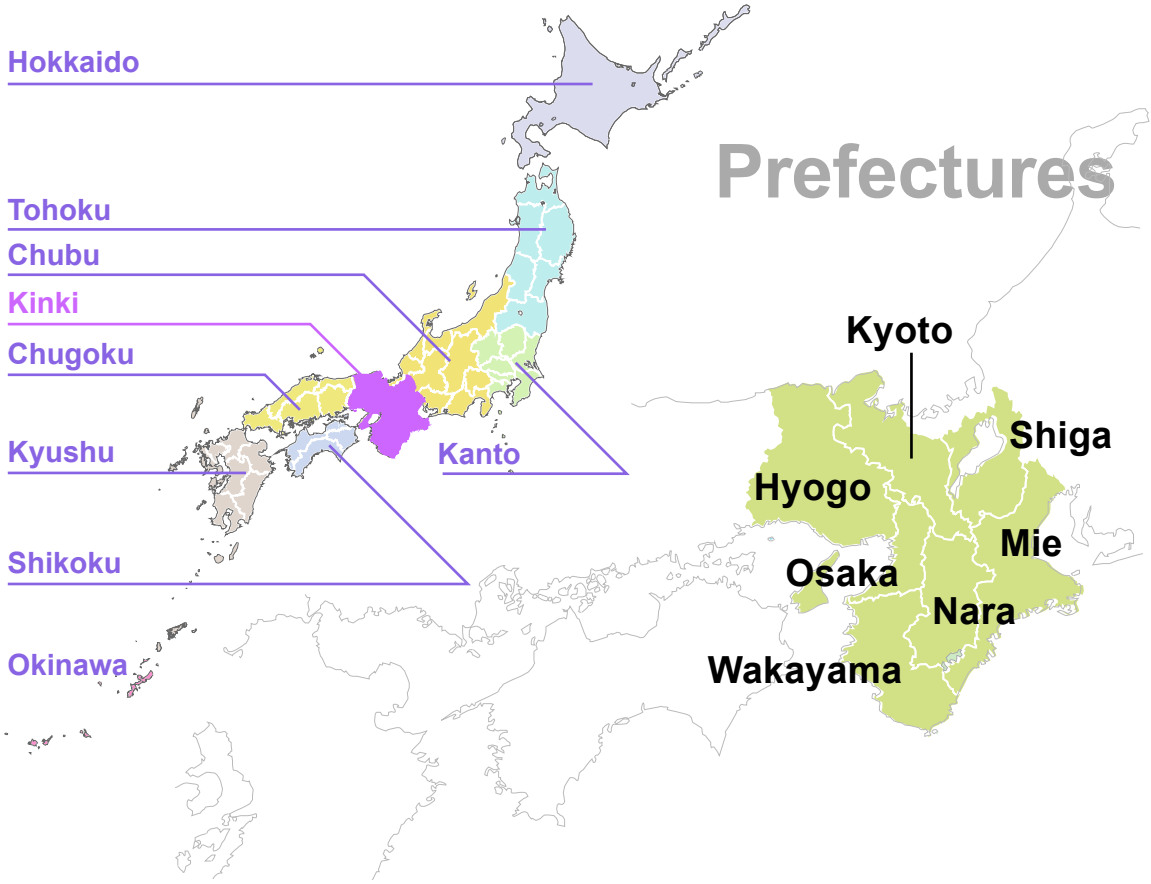 Hokkaido
Prefectures
Tohoku
Chubu
Kinki
Kyoto
Chugoku
Shiga
Kyushu
Kanto
Hyogo
Mie
Shikoku
Osaka
Nara
Okinawa
Wakayama